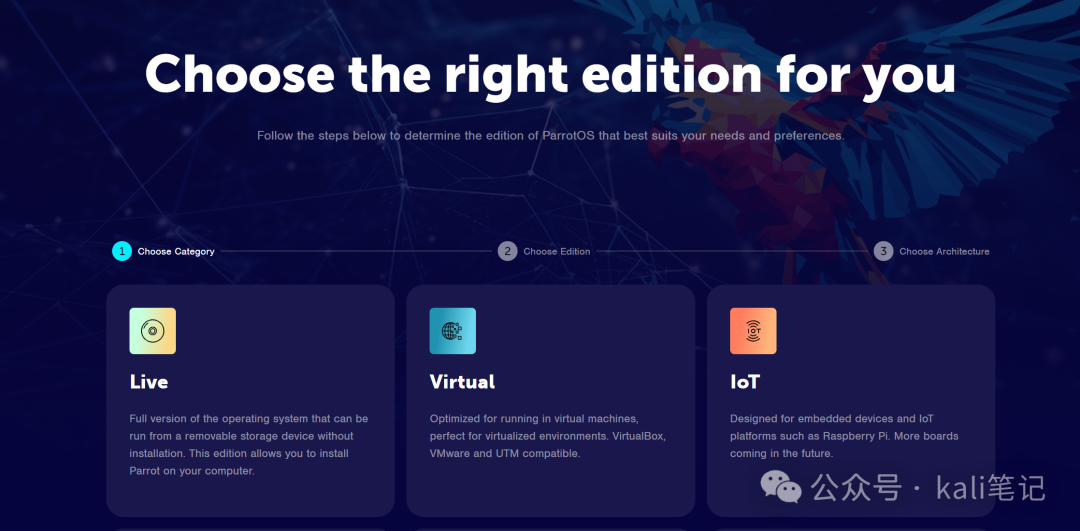 Choose the right edition for you
Follow the steps below to determine the edition of ParrotOS that best suits your needs and preferences.
1 Choose Category
2 Choose Edition
3 Choose Architecture
Live
Full version of the operating system that can be
run from a removable storage device without
installation. This edition allows you to install
Parrot on your computer.
Virtual
Optimized for running in virtual machines,
perfect for virtualized environments. VirtualBox,
VMware and UTM compatible.
IoT
IoT
Designed for embedded devices and IoT
platforms such as Raspberry Pi. More boards
coming in the future.
公众号 · kali笔记